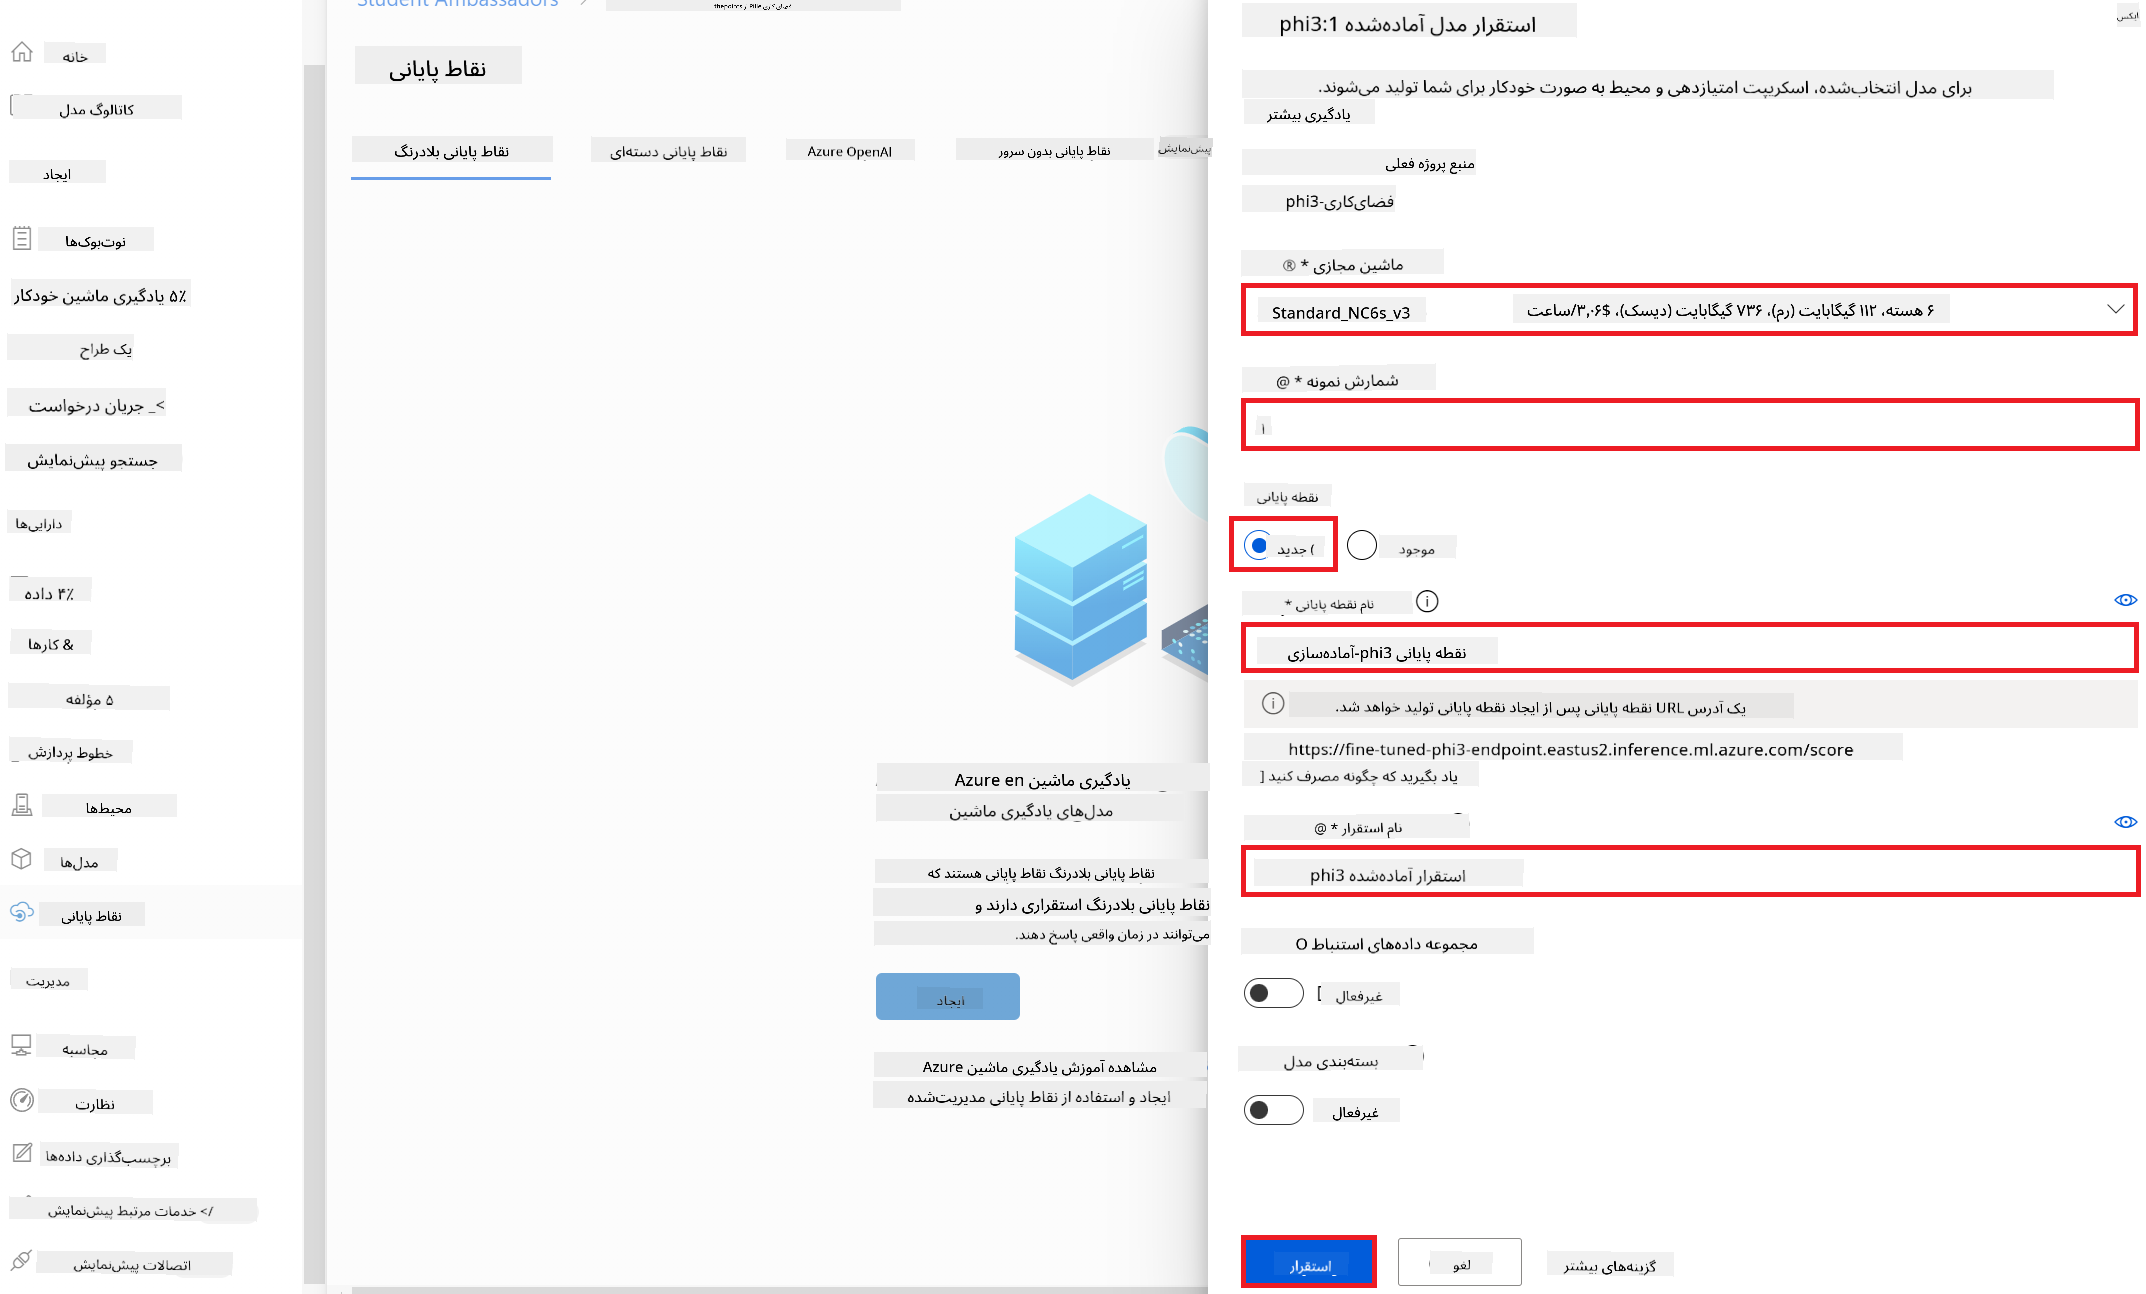 Student Ambassadors
خانه
کاتالوگ مدل
ایجاد
نوت‌بوک‌ها
۵٪ یادگیری ماشین خودکار
یک طراح
>_ جریان درخواست
جستجو پیش‌نمایش
دارایی‌ها
۴٪ داده
& کارها
۵ مؤلفه
خطوط پردازش
محیط‌ها
مدل‌ها
نقاط پایانی
مدیریت
محاسبه
نظارت
برچسب‌گذاری داده‌ها
</ خدمات مرتبط پیش‌نمایش
اتصالات پیش‌نمایش
نقاط پایانی
نقاط پایانی بلادرنگ
نقاط پایانی دسته‌ای
Azure OpenAI
نقاط پایانی بدون سرور
پیش‌نمایش
یادگیری ماشین Azure en
مدل‌های یادگیری ماشین
نقاط پایانی بلادرنگ نقاط پایانی هستند که
نقاط پایانی بلادرنگ استقراری دارند و
می‌توانند در زمان واقعی پاسخ دهند.
ایجاد
مشاهده آموزش یادگیری ماشین Azure
ایجاد و استفاده از نقاط پایانی مدیریت‌شده
استقرار مدل آماده‌شده phi3:1
ایکس
برای مدل انتخاب‌شده، اسکریپت امتیازدهی و محیط به صورت خودکار برای شما تولید می‌شوند.
یادگیری بیشتر
منبع پروژه فعلی
فضای‌کاری-phi3
ماشین مجازی * ®
Standard_NC6s_v3
۶ هسته، ۱۱۲ گیگابایت (رم)، ۷۳۶ گیگابایت (دیسک)، $۳,۰۶/ساعت
شمارش نمونه * @
۱
نقطه پایانی
جدید (
موجود
نام نقطه پایانی *
نقطه پایانی phi3-آماده‌سازی
یک آدرس URL نقطه پایانی پس از ایجاد نقطه پایانی تولید خواهد شد.
https://fine-tuned-phi3-endpoint.eastus2.inference.ml.azure.com/score
یاد بگیرید که چگونه مصرف کنید [
نام استقرار * @
استقرار آماده‌شده phi3
مجموعه داده‌های استنباط O
غیرفعال
بسته‌بندی مدل
غیرفعال
استقرار
لغو
گزینه‌های بیشتر